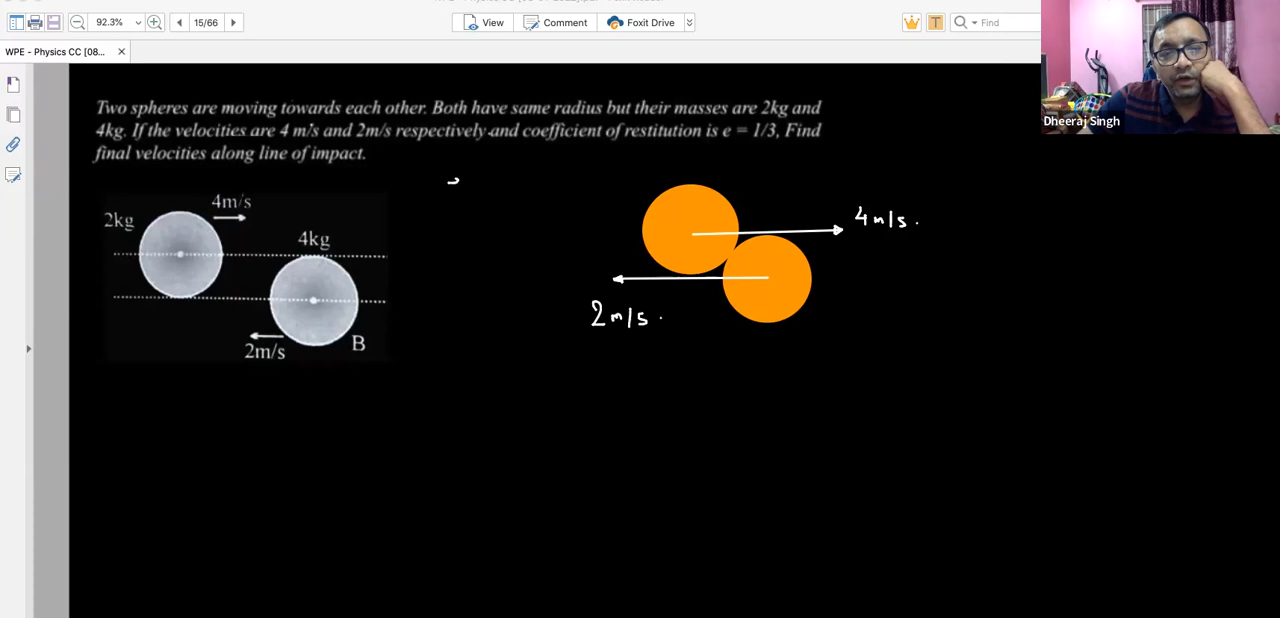 92.3%
15/66
View
Comment
Foxit Drive
Find
WPE - Physics CC [08...
Dheeraj Singh
Two spheres are moving towards each other. Both have same radius but their masses are 2kg and
4kg. If the velocities are 4 m/s and 2m/s respectively and coefficient of restitution is e = 1/3, Find
final velocities along line of impact.
4m/s
2kg
4kg
2m/s
B
4m/s.
2m/s.